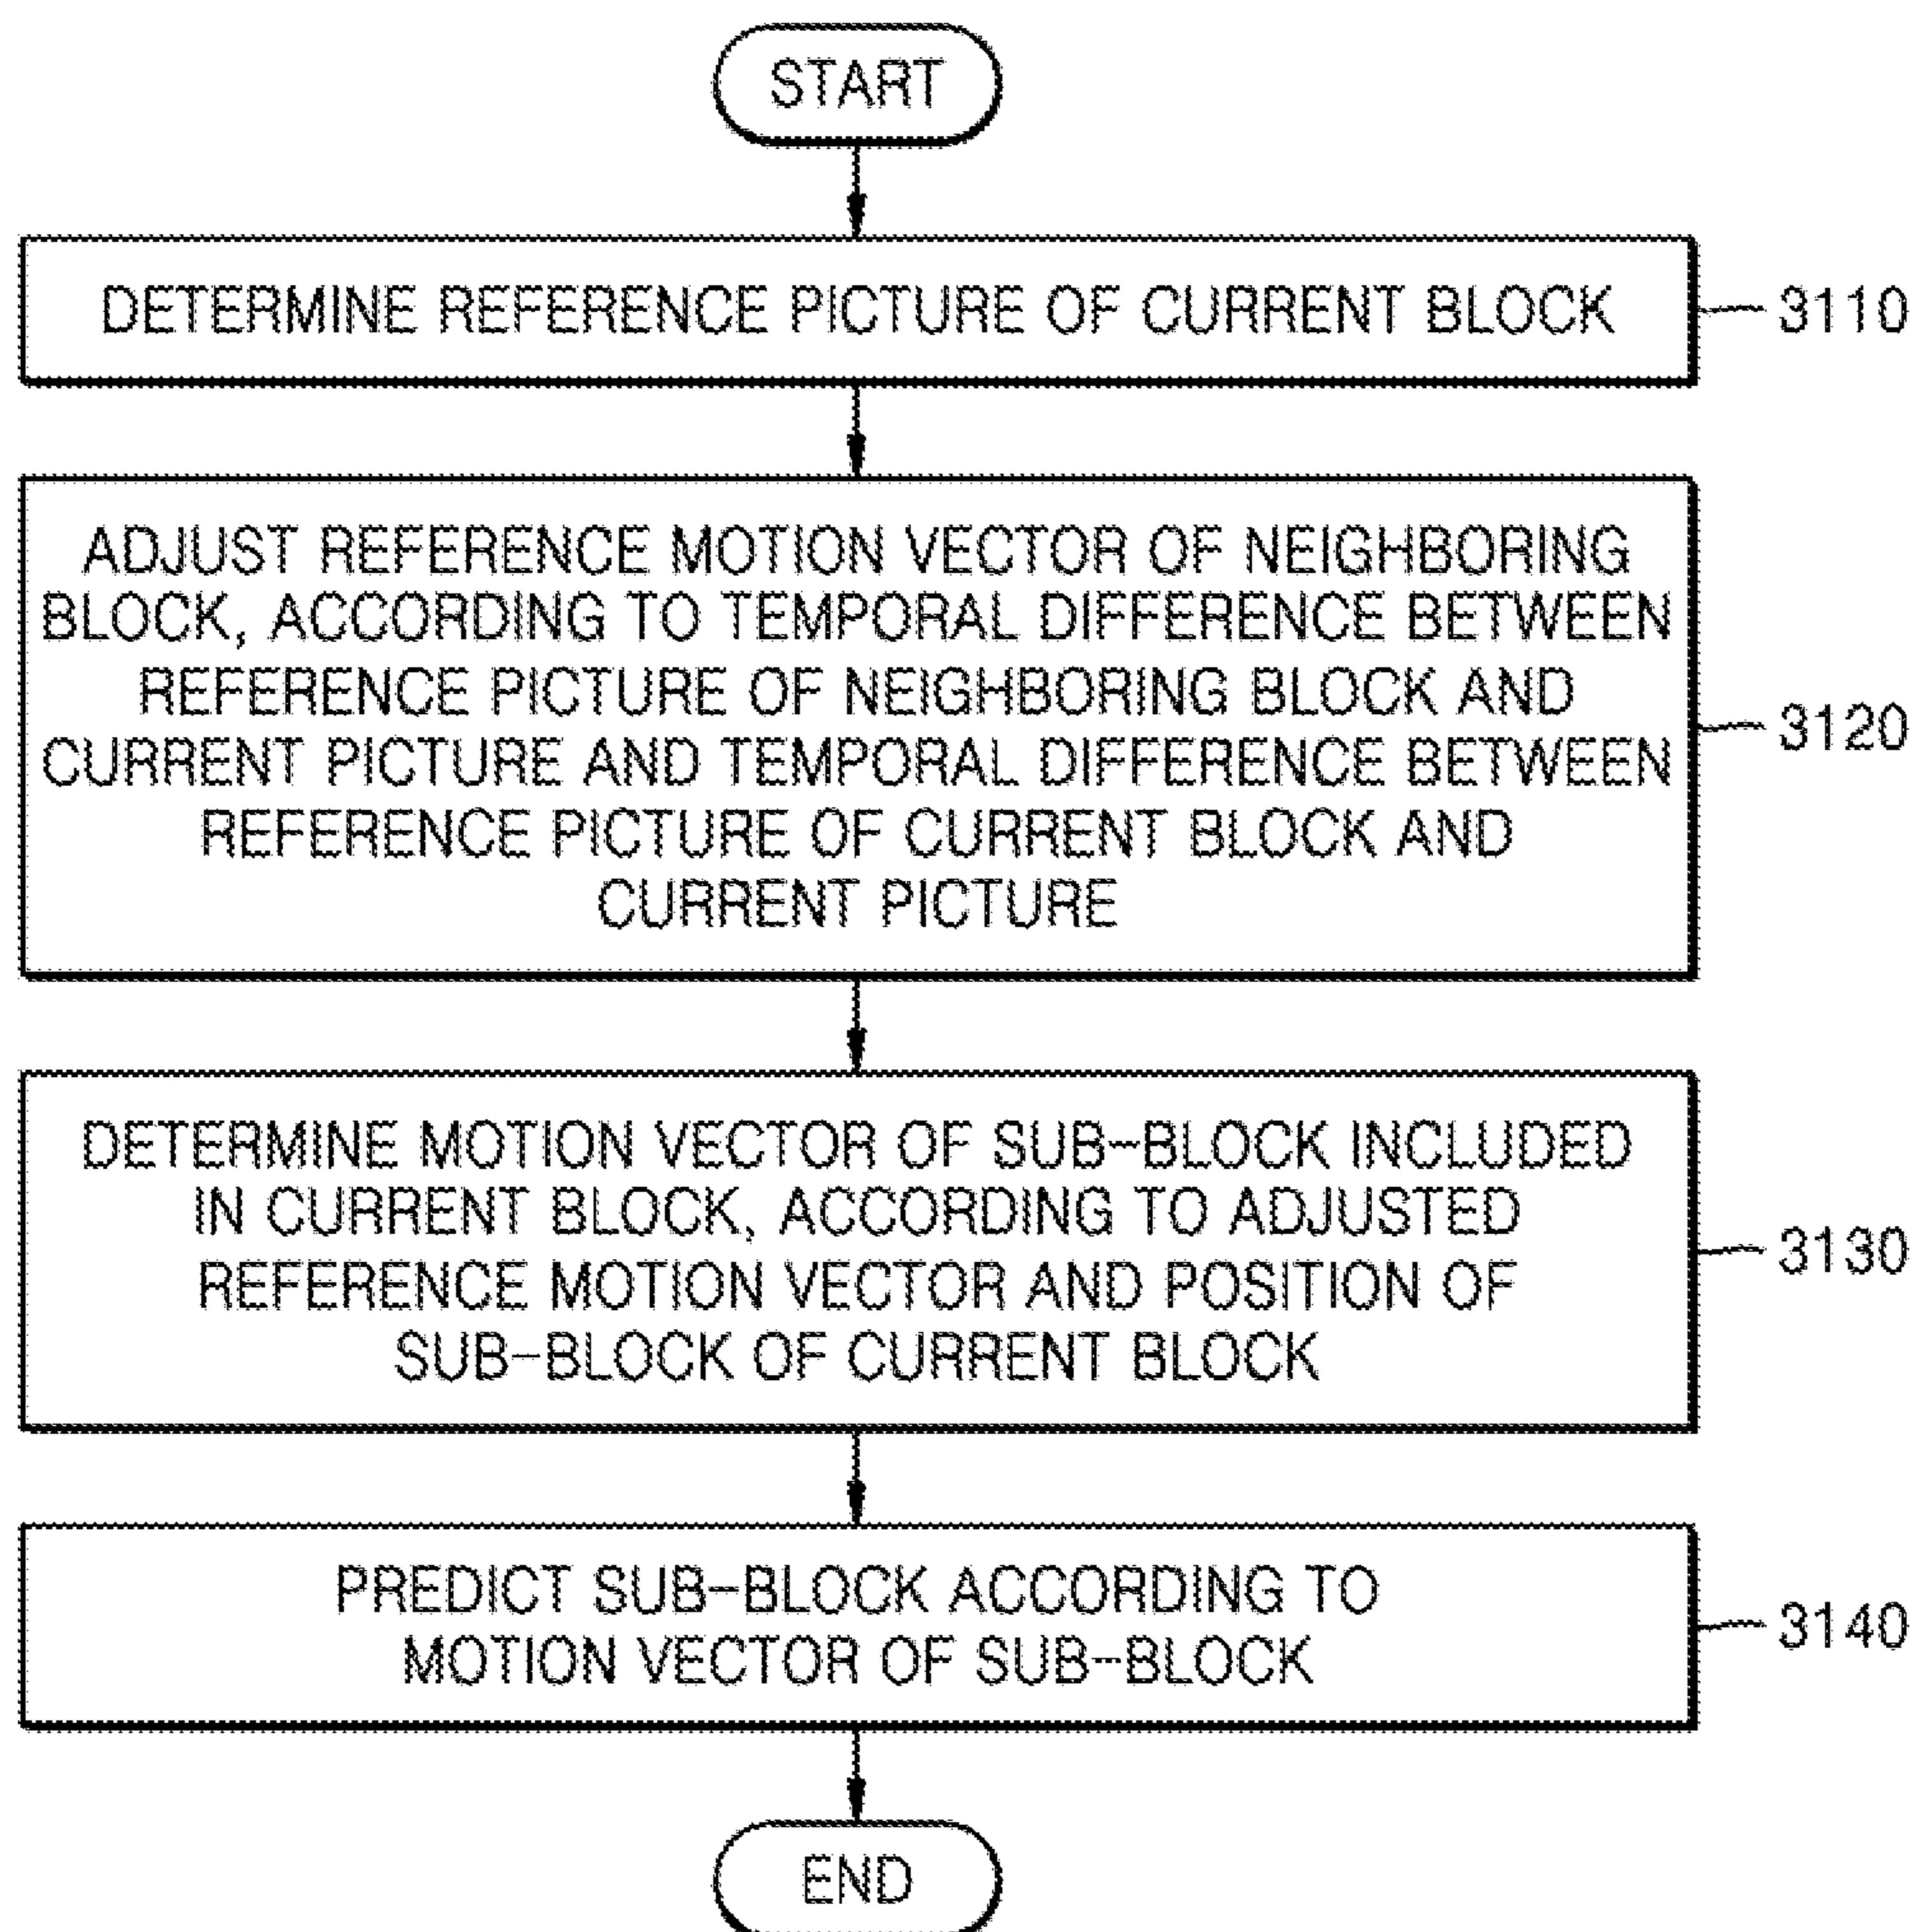 START
DETERMINE REFERENCE PICTURE OF CURRENT BLOCK
3110
ADJUST REFERENCE MOTION VECTOR OF NEIGHBORING
BLOCK, ACCORDING TO TEMPORAL DIFFERENCE BETWEEN
REFERENCE PICTURE OF NEIGHBORING BLOCK AND
CURRENT PICTURE AND TEMPORAL DIFFERENCE BETWEEN
REFERENCE PICTURE OF CURRENT BLOCK AND
CURRENT PICTURE
3120
DETERMINE MOTION VECTOR OF SUB-BLOCK INCLUDED
IN CURRENT BLOCK, ACCORDING TO ADJUSTED
REFERENCE MOTION VECTOR AND POSITION OF
SUB-BLOCK OF CURRENT BLOCK
3130
PREDICT SUB-BLOCK ACCORDING TO
MOTION VECTOR OF SUB-BLOCK
3140
END